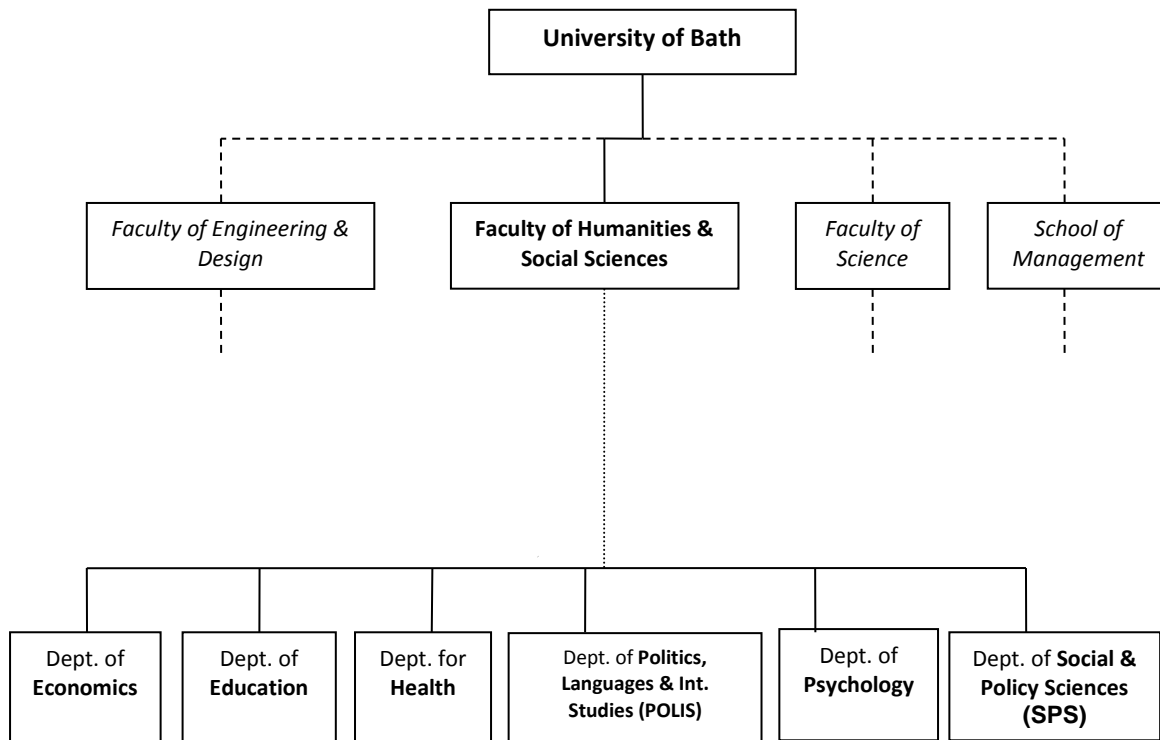 University of Bath
Faculty of Engineering &
Design
Faculty of Humanities &
Social Sciences
Faculty of
Science
School of
Management
Dept. of
Economics
Dept. of
Education
Dept. for
Health
Dept. of Politics,
Languages & Int.
Studies (POLIS)
Dept. of
Psychology
Dept. of Social &
Policy Sciences
(SPS)